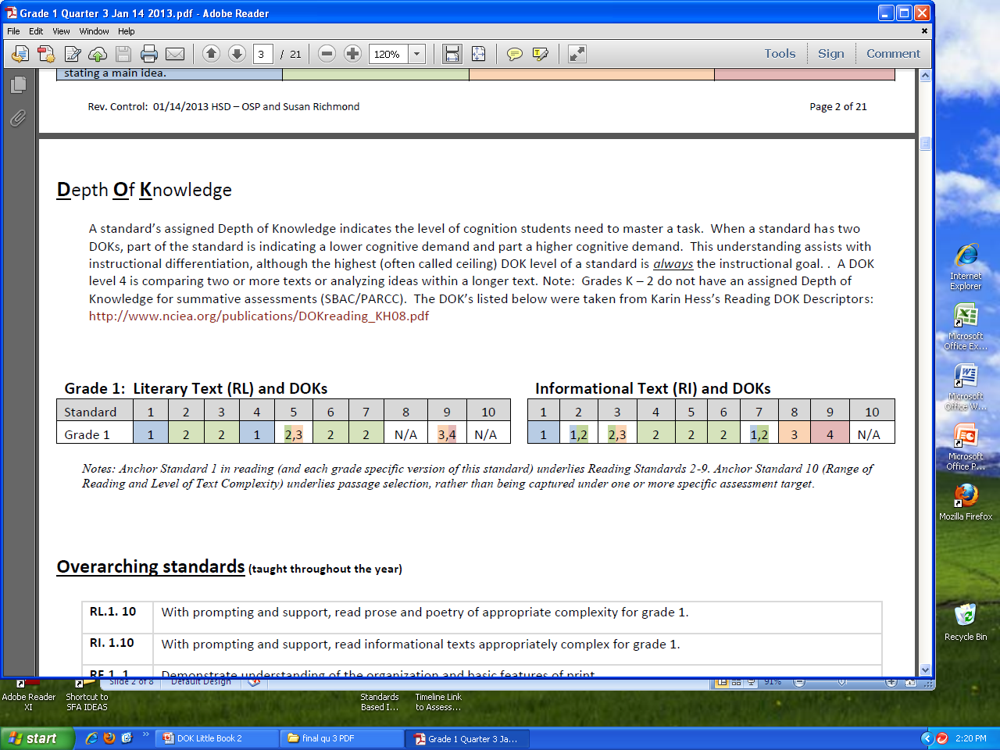 Grade 1 Quarter 3 Jan 14 2013.pdf - Adobe Reader
File Edit View Window Help
3 / 21 120% Tools Sign Comment
stating a main idea.
Rev. Control: 01/14/2013 HSD – OSP and Susan Richmond Page 2 of 21
Depth Of Knowledge
A standard's assigned Depth of Knowledge indicates the level of cognition students need to master a task. When a standard has two
DOKs, part of the standard is indicating a lower cognitive demand and part a higher cognitive demand. This understanding assists with
instructional differentiation, although the highest (often called ceiling) DOK level of a standard is always the instructional goal. . A DOK
level 4 is comparing two or more texts or analyzing ideas within a longer text. Note: Grades K – 2 do not have an assigned Depth of
Knowledge for summative assessments (SBAC/PARCC). The DOK's listed below were taken from Karin Hess's Reading DOK Descriptors:
http://www.nciea.org/publications/DOKreading_KH08.pdf
Grade 1: Literary Text (RL) and DOKs Informational Text (RI) and DOKs
Standard 1 2 3 4 5 6 7 8 9 10 1 2 3 4 5 6 7 8 9 10
Grade 1 1 2 2 1 2,3 2 2 N/A 3,4 N/A 1 1,2 2,3 2 2 2 1,2 3 4 N/A
Notes: Anchor Standard 1 in reading (and each grade specific version of this standard) underlies Reading Standards 2-9. Anchor Standard 10 (Range of
Reading and Level of Text Complexity) underlies passage selection, rather than being captured under one or more specific assessment target.
Overarching standards (taught throughout the year)
RL.1. 10 With prompting and support, read prose and poetry of appropriate complexity for grade 1.
RI. 1.10 With prompting and support, read informational texts appropriately complex for grade 1.
RF. 1. 1 Demonstrate understanding of the organization and basic features of print.
Internet
Explorer
Microsoft
Office Ex...
Microsoft
Office W...
Microsoft
Office P...
Mozilla Firefox
Recycle Bin
Slide 2 of 8 Default Design 91%
Adobe Reader
XI
Shortcut to
SFA IDEAS
Standards
Based I...
Timeline Link
to Assess...
start DOK Little Book 2 final qu 3 PDF Grade 1 Quarter 3 Ja... 2:20 PM